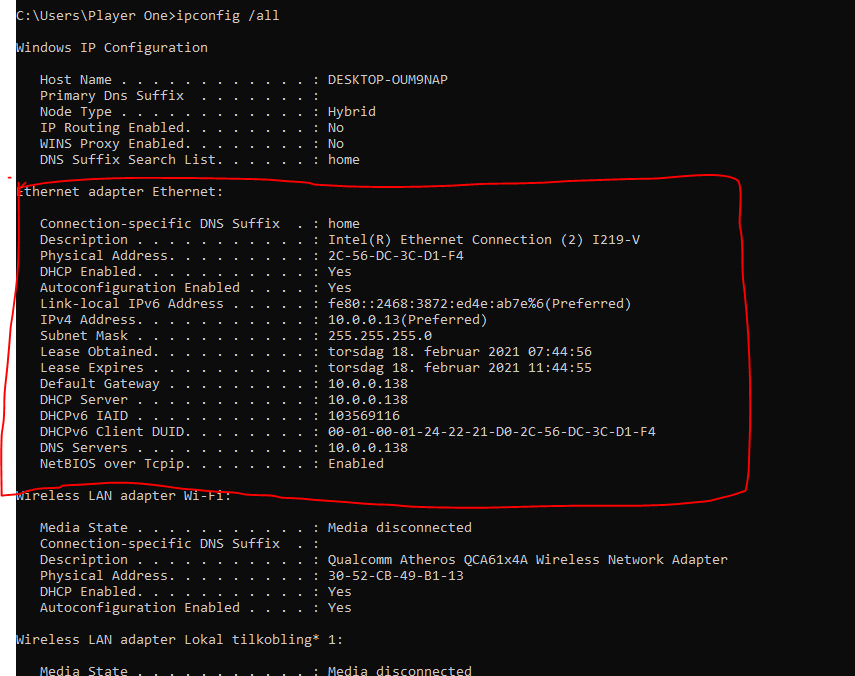 C:\Users\Player One>ipconfig /all
Windows IP Configuration
Host Name . . . . . . . . . . . . : DESKTOP-OUM9NAP
Primary Dns Suffix  . . . . . . . :
Node Type . . . . . . . . . . . . : Hybrid
IP Routing Enabled. . . . . . . . : No
WINS Proxy Enabled. . . . . . . . : No
DNS Suffix Search List. . . . . . : home
Ethernet adapter Ethernet:
Connection-specific DNS Suffix  . : home
Description . . . . . . . . . . . : Intel(R) Ethernet Connection (2) I219-V
Physical Address. . . . . . . . . : 2C-56-DC-3C-D1-F4
DHCP Enabled. . . . . . . . . . . : Yes
Autoconfiguration Enabled . . . . : Yes
Link-local IPv6 Address . . . . . : fe80::2468:3872:ed4e:ab7e%6(Preferred)
IPv4 Address. . . . . . . . . . . : 10.0.0.13(Preferred)
Subnet Mask . . . . . . . . . . . : 255.255.255.0
Lease Obtained. . . . . . . . . . : torsdag 18. februar 2021 07:44:56
Lease Expires . . . . . . . . . . : torsdag 18. februar 2021 11:44:55
Default Gateway . . . . . . . . . : 10.0.0.138
DHCP Server . . . . . . . . . . . : 10.0.0.138
DHCPv6 IAID . . . . . . . . . . . : 103569116
DHCPv6 Client DUID. . . . . . . . : 00-01-00-01-24-22-21-D0-2C-56-DC-3C-D1-F4
DNS Servers . . . . . . . . . . . : 10.0.0.138
NetBIOS over Tcpip. . . . . . . . : Enabled
Wireless LAN adapter Wi-Fi:
Media State . . . . . . . . . . . : Media disconnected
Connection-specific DNS Suffix  . :
Description . . . . . . . . . . . : Qualcomm Atheros QCA61x4A Wireless Network Adapter
Physical Address. . . . . . . . . : 30-52-CB-49-B1-13
DHCP Enabled. . . . . . . . . . . : Yes
Autoconfiguration Enabled . . . . : Yes
Wireless LAN adapter Lokal tilkobling* 1:
Media State . . . . . . . . . . . : Media disconnected